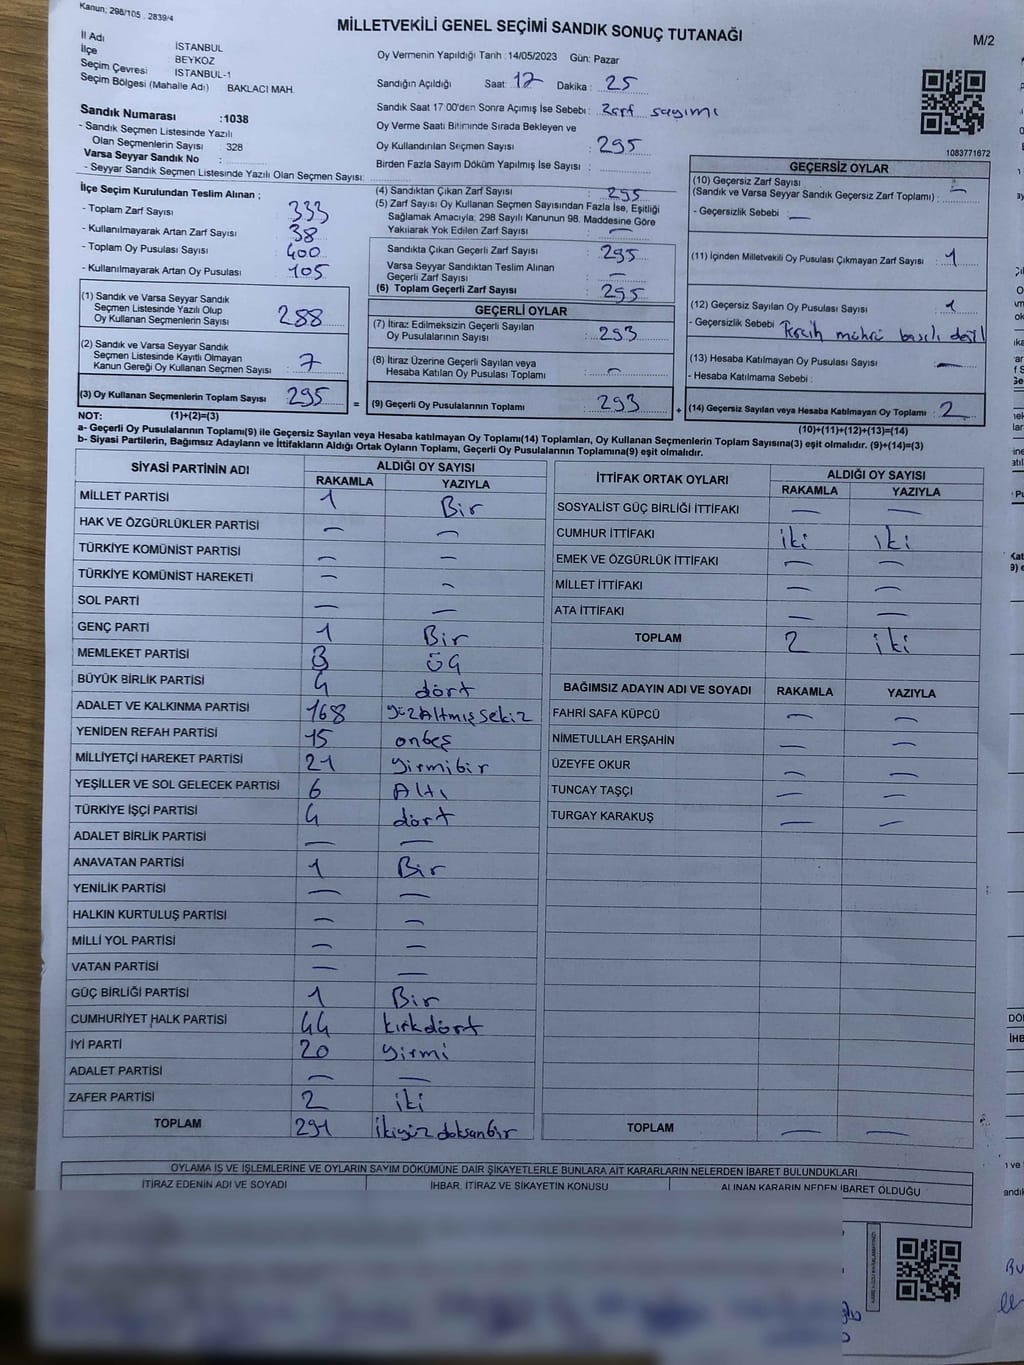 Kanun; 298/105 . 2839/4
MİLLETVEKİLİ GENEL SEÇİMİ SANDIK SONUÇ TUTANAĞI
M/2
İl Adı İSTANBUL
İlçe BEYKOZ
Seçim Çevresi İSTANBUL-1
Seçim Bölgesi (Mahalle Adı) BAKLACI MAH.
Oy Vermenin Yapıldığı Tarih :14/05/2023 Gün: Pazar
Sandığın Açıldığı Saat: 17 Dakika : 25
Sandık Saat 17:00'den Sonra Açımış İse Sebebi : Zarf sayımı
Sandık Numarası :1038
- Sandık Seçmen Listesinde Yazılı
Olan Seçmenlerin Sayısı : 328
Varsa Seyyar Sandık No :
- Seyyar Sandık Seçmen Listesinde Yazılı Olan Seçmen Sayısı:
Oy Verme Saati Bitiminde Sırada Bekleyen ve
Oy Kullandırılan Seçmen Sayısı : 295
Birden Fazla Sayım Döküm Yapılmış İse Sayısı :
1083771672
İlçe Seçim Kurulundan Teslim Alınan ;
- Toplam Zarf Sayısı : 333
- Kullanılmayarak Artan Zarf Sayısı : 38
- Toplam Oy Pusulası Sayısı : 400
- Kullanılmayarak Artan Oy Pusulası : 105
(4) Sandıktan Çıkan Zarf Sayısı : 295
(5) Zarf Sayısı Oy Kullanan Seçmen Sayısından Fazla İse, Eşitliği
Sağlamak Amacıyla; 298 Sayılı Kanunun 98. Maddesine Göre
Yakılarak Yok Edilen Zarf Sayısı : —
Sandıkta Çıkan Geçerli Zarf Sayısı : 295
Varsa Seyyar Sandıktan Teslim Alınan
Geçerli Zarf Sayısı : —
(6) Toplam Geçerli Zarf Sayısı : 295
GEÇERSİZ OYLAR
(10) Geçersiz Zarf Sayısı
(Sandık ve Varsa Seyyar Sandık Geçersiz Zarf Toplamı) : —
- Geçersizlik Sebebi : —
(11) İçinden Milletvekili Oy Pusulası Çıkmayan Zarf Sayısı : 1
(12) Geçersiz Sayılan Oy Pusulası Sayısı : 1
- Geçersizlik Sebebi : Tercih mührü basılı değil
(13) Hesaba Katılmayan Oy Pusulası Sayısı : —
- Hesaba Katılmama Sebebi :
(14) Geçersiz Sayılan veya Hesaba Katılmayan Oy Toplamı : 2
(10)+(11)+(12)+(13)=(14)
(1) Sandık ve Varsa Seyyar Sandık
Seçmen Listesinde Yazılı Olup
Oy Kullanan Seçmenlerin Sayısı : 288
(2) Sandık ve Varsa Seyyar Sandık
Seçmen Listesinde Kayıtlı Olmayan
Kanun Gereği Oy Kullanan Seçmen Sayısı : 7
(3) Oy Kullanan Seçmenlerin Toplam Sayısı : 295
GEÇERLİ OYLAR
(7) İtiraz Edilmeksizin Geçerli Sayılan
Oy Pusulalarının Sayısı : 293
(8) İtiraz Üzerine Geçerli Sayılan veya
Hesaba Katılan Oy Pusulası Toplamı : —
= (9) Geçerli Oy Pusulalarının Toplamı : 293 +
NOT: (1)+(2)=(3)
a- Geçerli Oy Pusulalarının Toplamı(9) ile Geçersiz Sayılan veya Hesaba katılmayan Oy Toplamı(14) Toplamları, Oy Kullanan Seçmenlerin Toplam Sayısına(3) eşit olmalıdır. (9)+(14)=(3)
b- Siyasi Partilerin, Bağımsız Adayların ve İttifakların Aldığı Ortak Oyların Toplamı, Geçerli Oy Pusulalarının Toplamına(9) eşit olmalıdır.
SİYASİ PARTİNİN ADI ALDIĞI OY SAYISI
RAKAMLA YAZIYLA
MİLLET PARTİSİ 1 Bir
HAK VE ÖZGÜRLÜKLER PARTİSİ — —
TÜRKİYE KOMÜNİST PARTİSİ — —
TÜRKİYE KOMÜNİST HAREKETİ — —
SOL PARTİ — —
GENÇ PARTİ 1 Bir
MEMLEKET PARTİSİ 3 üç
BÜYÜK BİRLİK PARTİSİ 4 dört
ADALET VE KALKINMA PARTİSİ 168 yüzAltmışsekiz
YENİDEN REFAH PARTİSİ 15 onbeş
MİLLİYETÇİ HAREKET PARTİSİ 21 yirmibir
YEŞİLLER VE SOL GELECEK PARTİSİ 6 Altı
TÜRKİYE İŞÇİ PARTİSİ 4 dört
ADALET BİRLİK PARTİSİ — —
ANAVATAN PARTİSİ 1 Bir
YENİLİK PARTİSİ — —
HALKIN KURTULUŞ PARTİSİ — —
MİLLİ YOL PARTİSİ — —
VATAN PARTİSİ — —
GÜÇ BİRLİĞİ PARTİSİ 1 Bir
CUMHURİYET HALK PARTİSİ 44 kırkdört
İYİ PARTİ 20 yirmi
ADALET PARTİSİ — —
ZAFER PARTİSİ 2 iki
TOPLAM 291 ikiyüz doksanbir
İTTİFAK ORTAK OYLARI ALDIĞI OY SAYISI
RAKAMLA YAZIYLA
SOSYALİST GÜÇ BİRLİĞİ İTTİFAKI — —
CUMHUR İTTİFAKI iki iki
EMEK VE ÖZGÜRLÜK İTTİFAKI — —
MİLLET İTTİFAKI — —
ATA İTTİFAKI — —
TOPLAM 2 iki
BAĞIMSIZ ADAYIN ADI VE SOYADI RAKAMLA YAZIYLA
FAHRİ SAFA KÜPCÜ — —
NİMETULLAH ERŞAHİN — —
ÜZEYFE OKUR — —
TUNCAY TAŞÇI — —
TURGAY KARAKUŞ — —
TOPLAM — —
OYLAMA İŞ VE İŞLEMLERİNE VE OYLARIN SAYIM DÖKÜMÜNE DAİR ŞİKAYETLERLE BUNLARA AİT KARARLARIN NELERDEN İBARET BULUNDUKLARI
İTİRAZ EDENİN ADI VE SOYADI İHBAR, İTİRAZ VE ŞİKAYETİN KONUSU ALINAN KARARIN NEDEN İBARET OLDUĞU